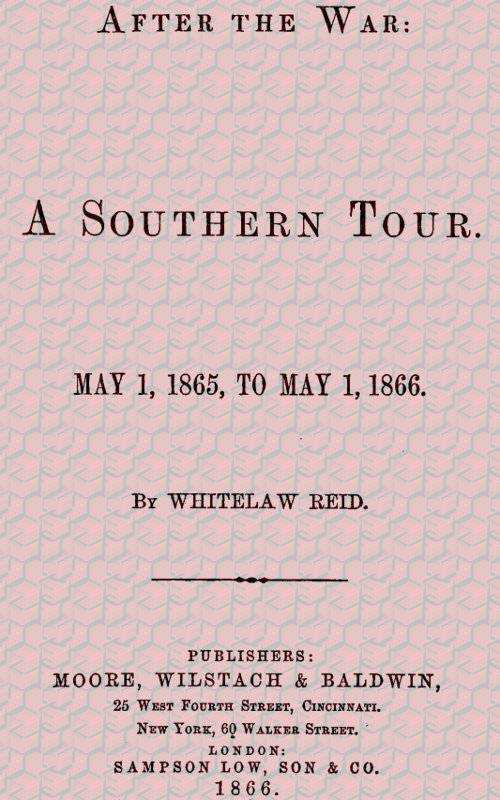 After the War:
A Southern Tour.
MAY 1, 1865, TO MAY 1, 1866.
By WHITELAW REID.
PUBLISHERS:
MOORE, WILSTACH & BALDWIN,
25 West Fourth Street, Cincinnati.
New York, 60 Walker Street.
LONDON:
SAMPSON LOW, SON & CO.
1866.